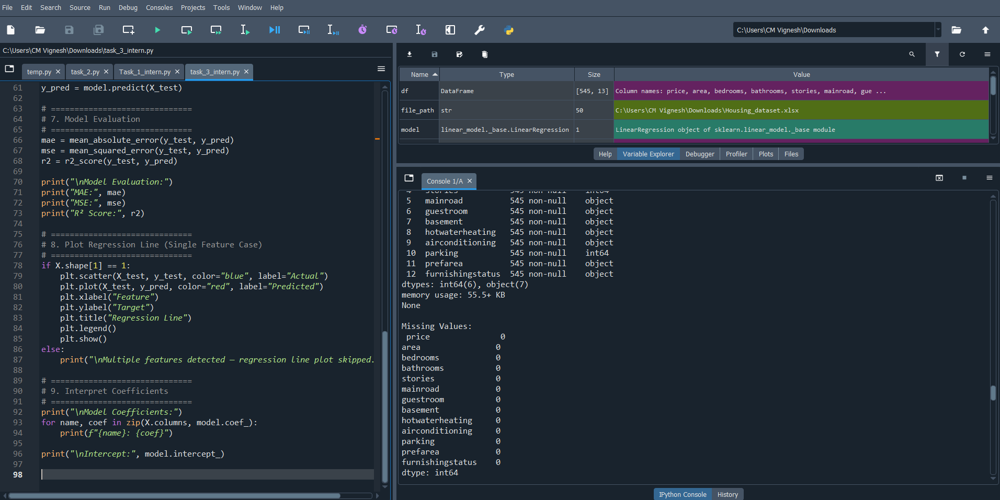 File Edit Search Source Run Debug Consoles Projects Tools Window Help
C:\Users\CM Vignesh\Downloads
C:\Users\CM Vignesh\Downloads\task_3_intern.py
temp.py task_2.py Task_1_intern.py task_3_intern.py
61 y_pred = model.predict(X_test)
62
63 # ==============================
64 # 7. Model Evaluation
65 # ==============================
66 mae = mean_absolute_error(y_test, y_pred)
67 mse = mean_squared_error(y_test, y_pred)
68 r2 = r2_score(y_test, y_pred)
69
70 print("\nModel Evaluation:")
71 print("MAE:", mae)
72 print("MSE:", mse)
73 print("R² Score:", r2)
74
75 # ==============================
76 # 8. Plot Regression Line (Single Feature Case)
77 # ==============================
78 if X.shape[1] == 1:
79     plt.scatter(X_test, y_test, color="blue", label="Actual")
80     plt.plot(X_test, y_pred, color="red", label="Predicted")
81     plt.xlabel("Feature")
82     plt.ylabel("Target")
83     plt.title("Regression Line")
84     plt.legend()
85     plt.show()
86 else:
87     print("\nMultiple features detected — regression line plot skipped.
88
89 # ==============================
90 # 9. Interpret Coefficients
91 # ==============================
92 print("\nModel Coefficients:")
93 for name, coef in zip(X.columns, model.coef_):
94     print(f"{name}: {coef}")
95
96 print("\nIntercept:", model.intercept_)
97
98
Name Type Size Value
df DataFrame [545, 13] Column names: price, area, bedrooms, bathrooms, stories, mainroad, gue ...
file_path str 50 C:\Users\CM Vignesh\Downloads\Housing_dataset.xlsx
model linear_model._base.LinearRegression 1 LinearRegression object of sklearn.linear_model._base module
Help Variable Explorer Debugger Profiler Plots Files
Console 1/A
4 stories 545 non-null int64
5 mainroad 545 non-null object
6 guestroom 545 non-null object
7 basement 545 non-null object
8 hotwaterheating 545 non-null object
9 airconditioning 545 non-null object
10 parking 545 non-null int64
11 prefarea 545 non-null object
12 furnishingstatus 545 non-null object
dtypes: int64(6), object(7)
memory usage: 55.5+ KB
None
Missing Values:
price 0
area 0
bedrooms 0
bathrooms 0
stories 0
mainroad 0
guestroom 0
basement 0
hotwaterheating 0
airconditioning 0
parking 0
prefarea 0
furnishingstatus 0
dtype: int64
IPython Console History